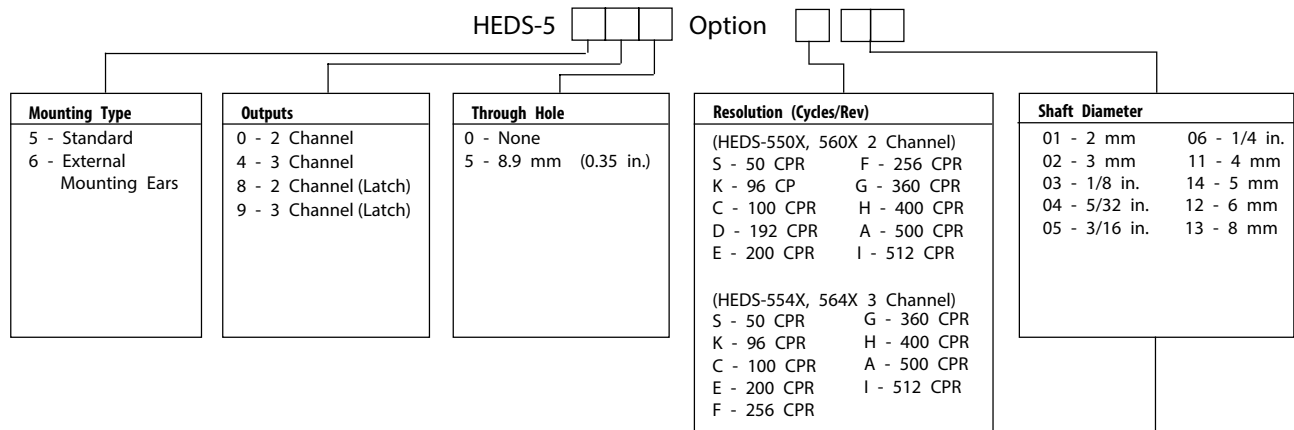 HEDS-5 Option
Mounting Type
5 - Standard
6 - External
Mounting Ears
Outputs
0 - 2 Channel
4 - 3 Channel
8 - 2 Channel (Latch)
9 - 3 Channel (Latch)
Through Hole
0 - None
5 - 8.9 mm (0.35 in.)
Resolution (Cycles/Rev)
(HEDS-550X, 560X 2 Channel)
S - 50 CPR F - 256 CPR
K - 96 CP G - 360 CPR
C - 100 CPR H - 400 CPR
D - 192 CPR A - 500 CPR
E - 200 CPR I - 512 CPR
(HEDS-554X, 564X 3 Channel)
S - 50 CPR G - 360 CPR
K - 96 CPR H - 400 CPR
C - 100 CPR A - 500 CPR
E - 200 CPR I - 512 CPR
F - 256 CPR
Shaft Diameter
01 - 2 mm 06 - 1/4 in.
02 - 3 mm 11 - 4 mm
03 - 1/8 in. 14 - 5 mm
04 - 5/32 in. 12 - 6 mm
05 - 3/16 in. 13 - 8 mm